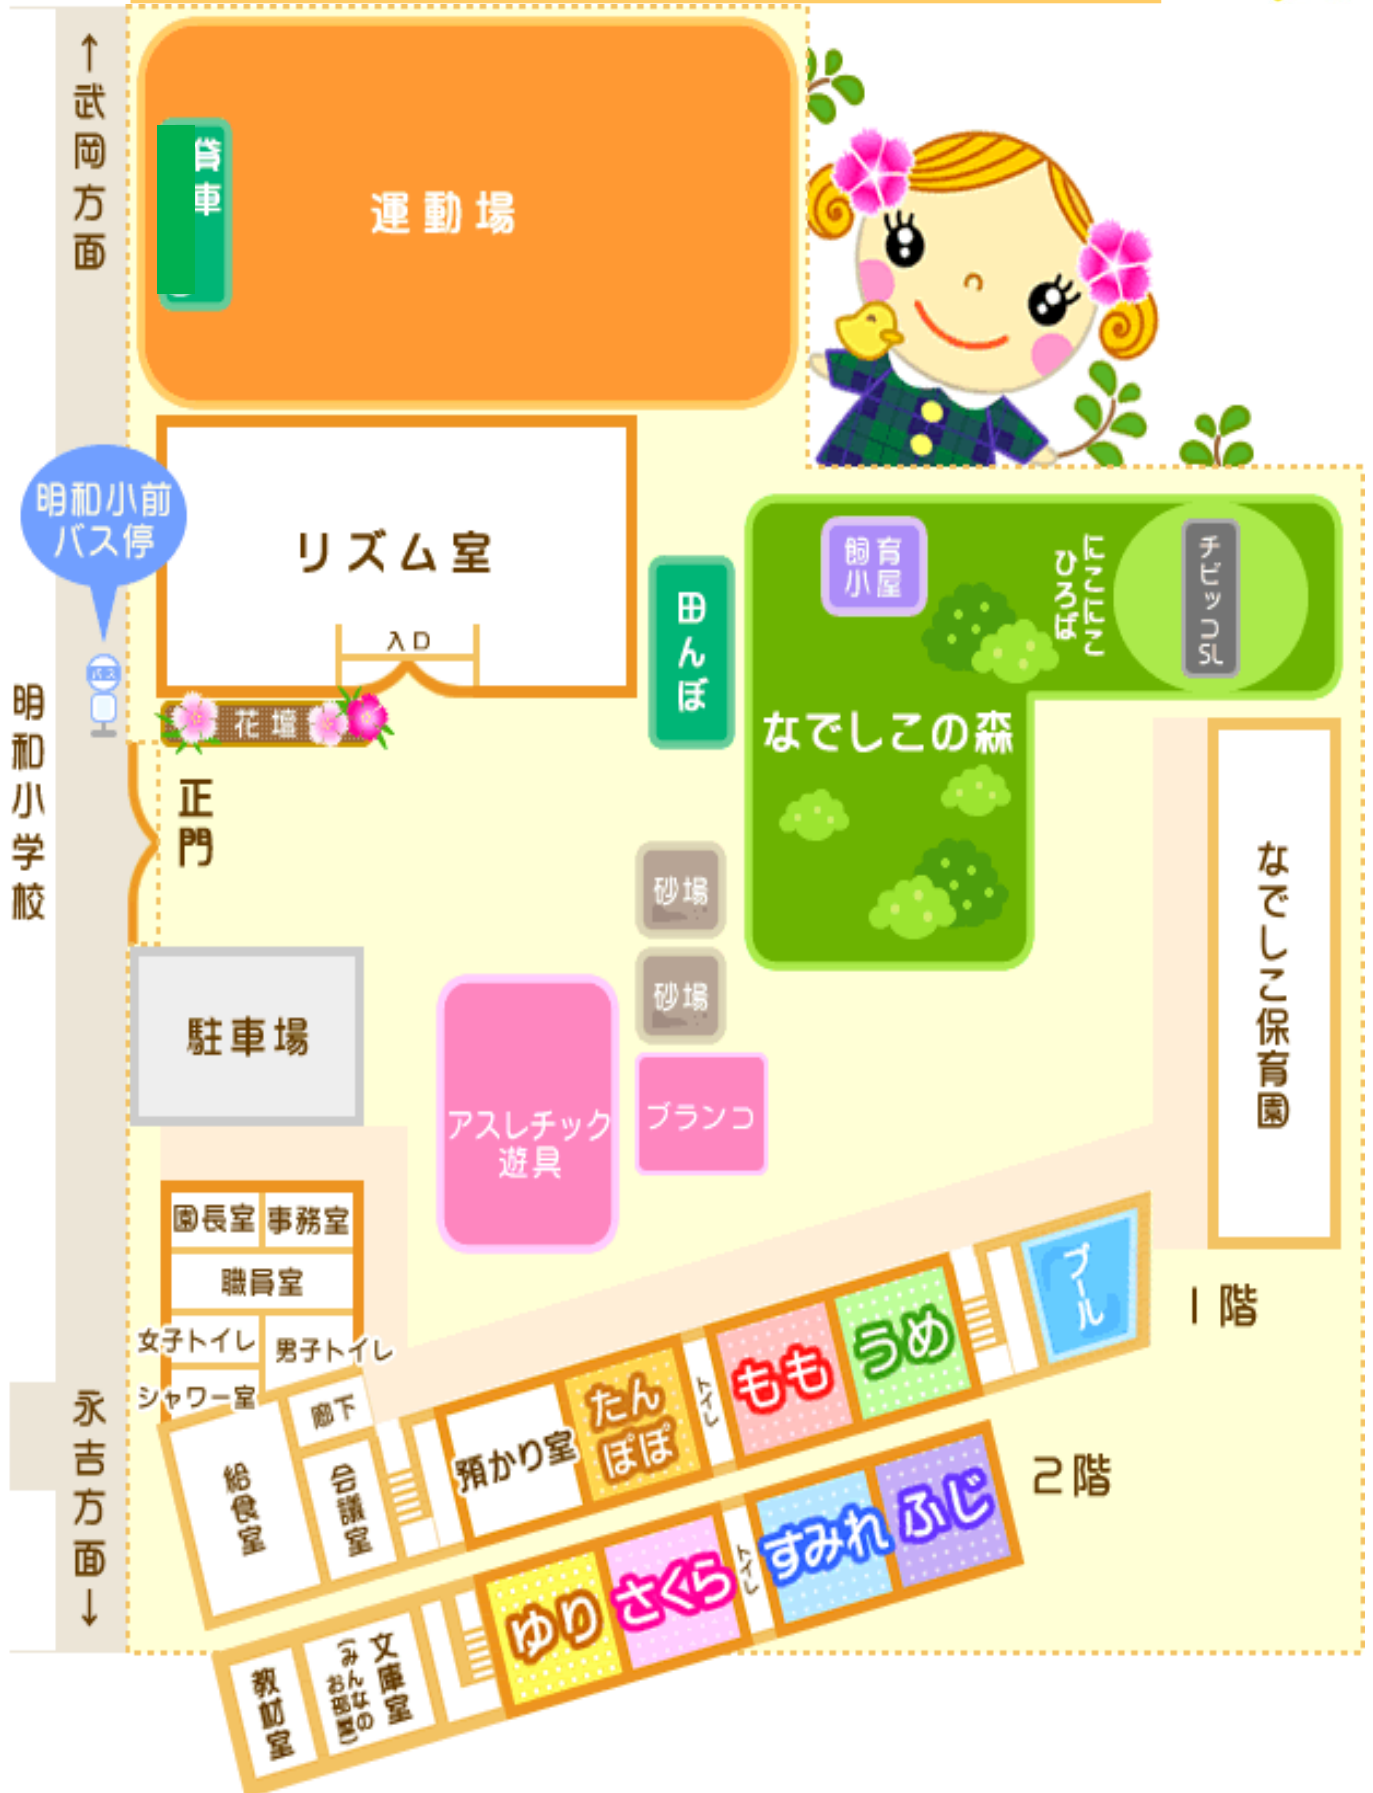 ↑武岡方面
貸車
運動場
明和小前
バス停
リズム室
入口
バス
花壇
田んぼ
飼育
小屋
にこにこ
ひろば
チビッコSL
なでしこの森
明和小学校
正門
砂場
砂場
駐車場
アスレチック
遊具
ブランコ
なでしこ保育園
園長室
事務室
職員室
女子トイレ
男子トイレ
シャワー室
廊下
給食室
会議室
預かり室
たん
ぽぽ
トイレ
もも
うめ
プール
1階
永吉方面↓
教材室
文庫室
(みんなの
お部屋)
ゆり
さくら
トイレ
すみれ
ふじ
2階